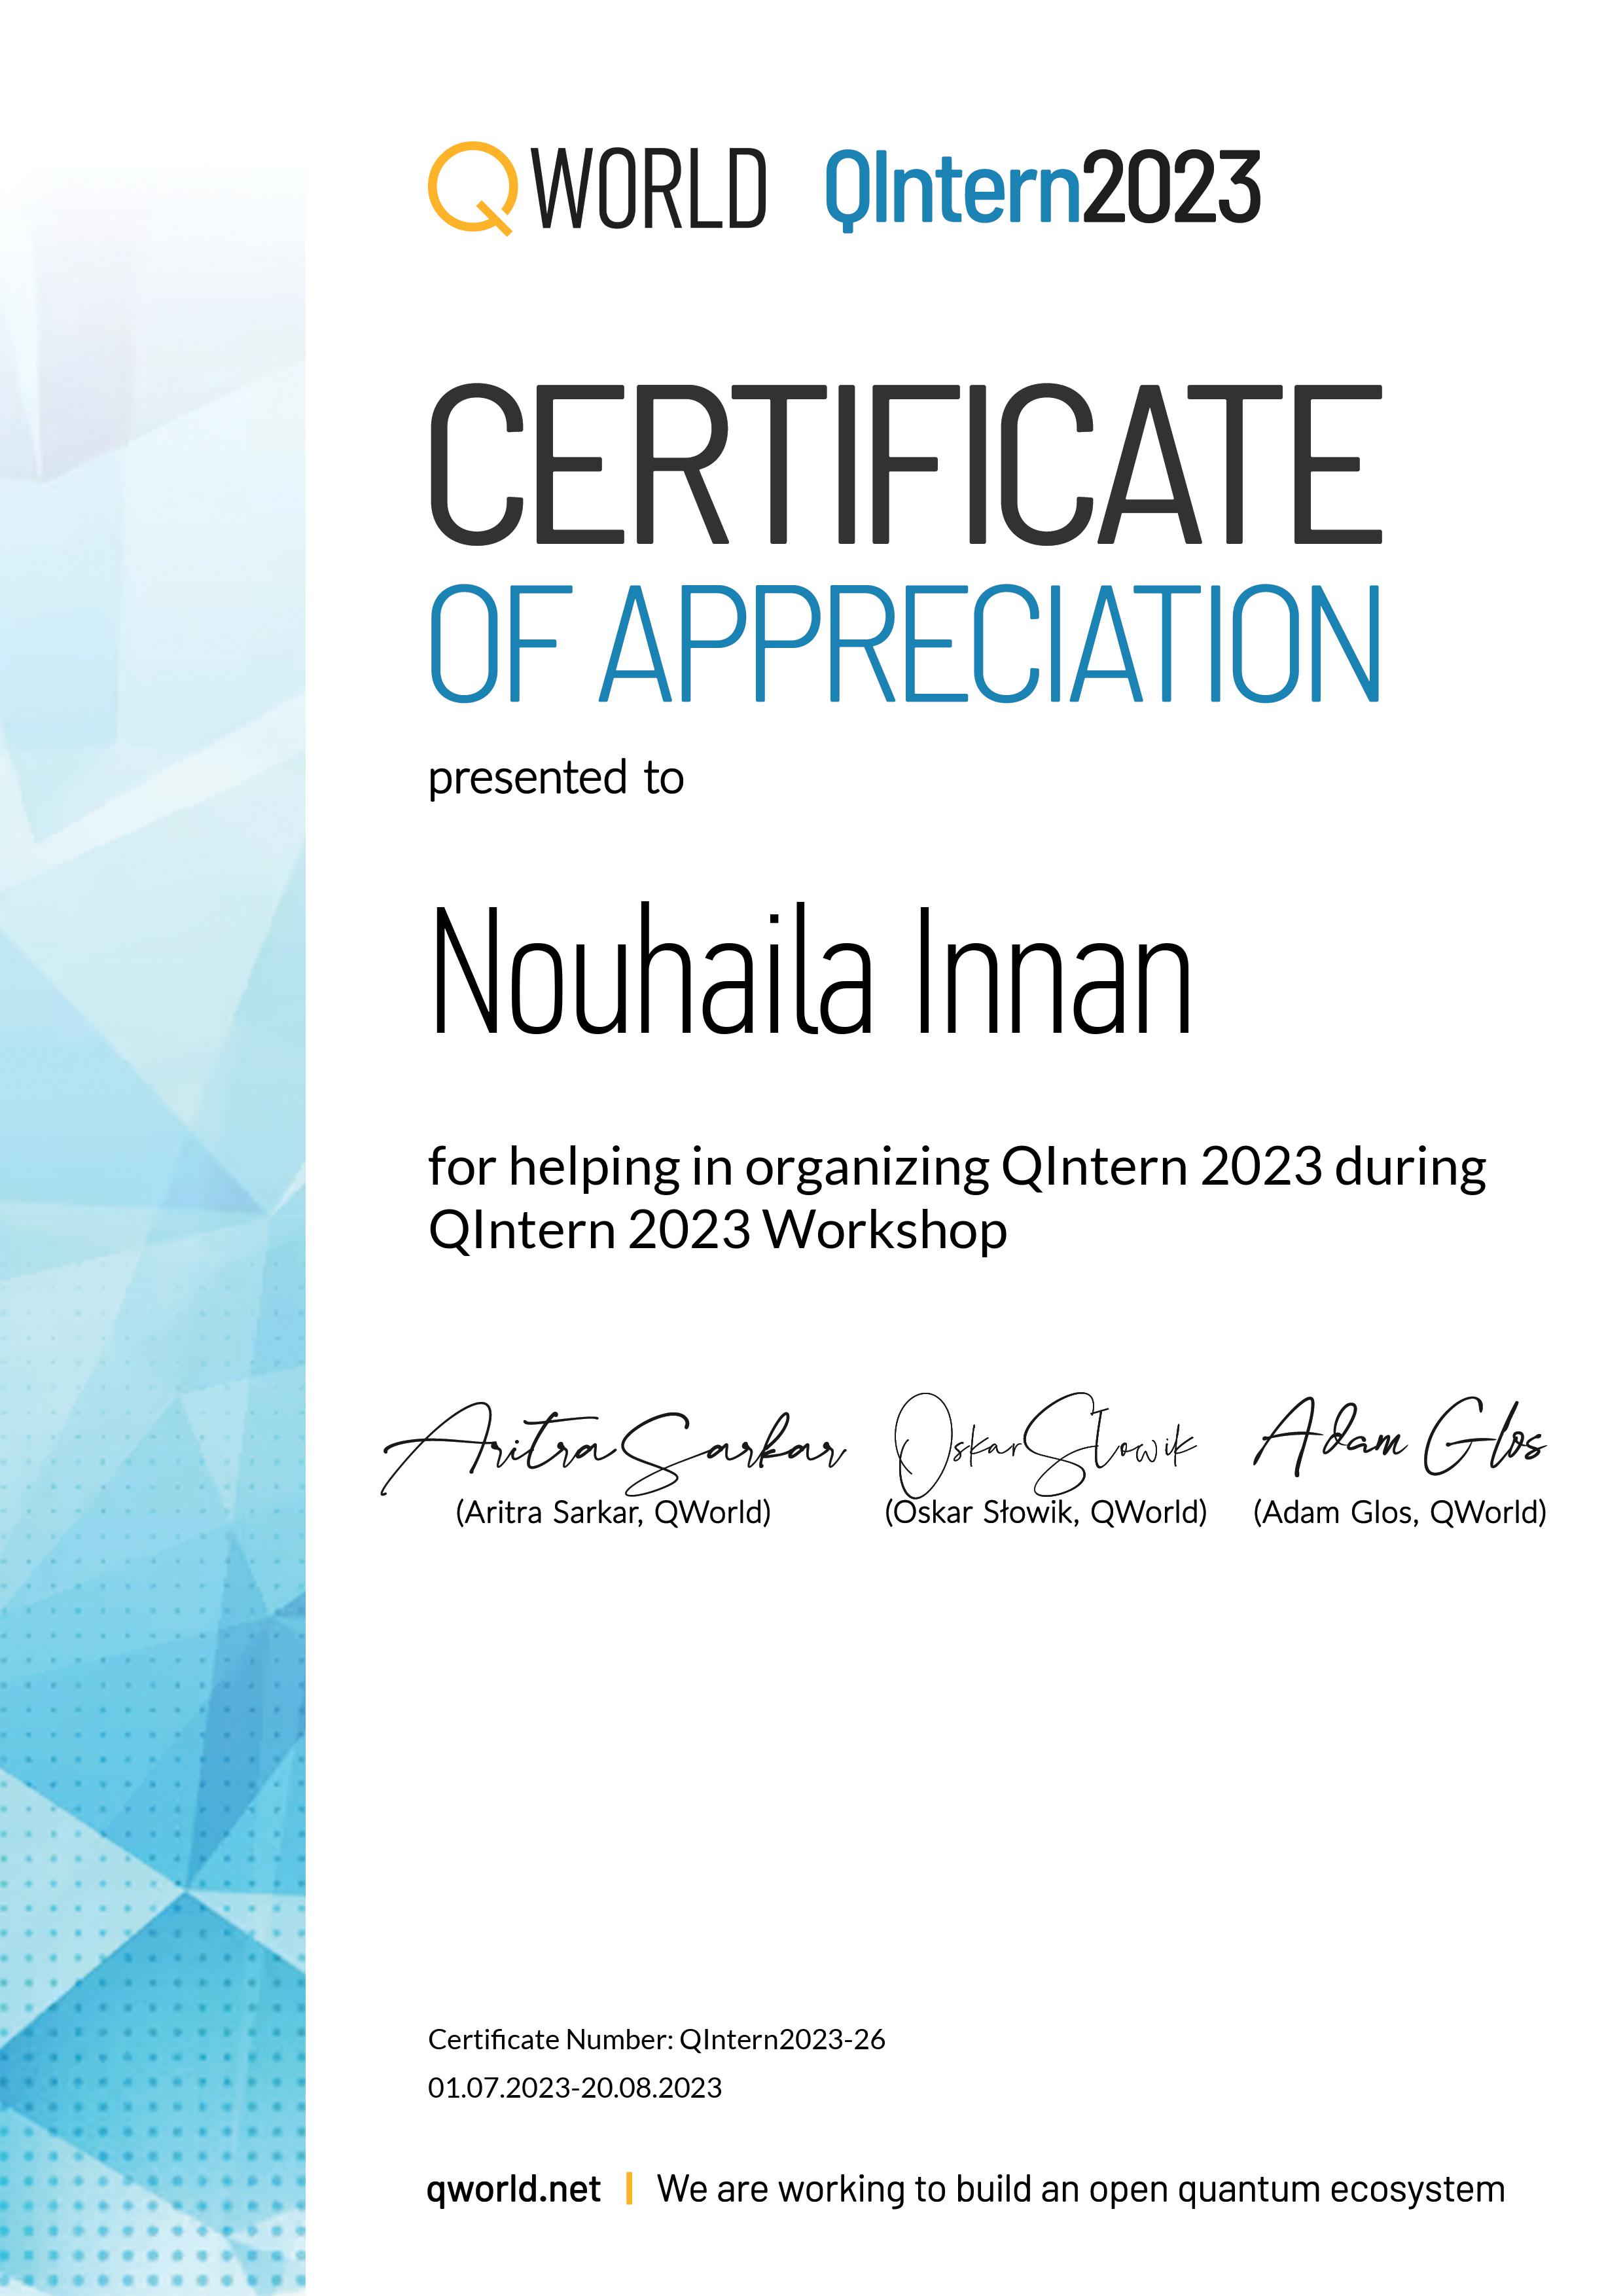 QWORLD QIntern2023
CERTIFICATE
OF APPRECIATION
presented to
Nouhaila Innan
for helping in organizing QIntern 2023 during
QIntern 2023 Workshop
Aritra Sarkar Oskar Słowik Adam Glos
(Aritra Sarkar, QWorld) (Oskar Słowik, QWorld) (Adam Glos, QWorld)
Certificate Number: QIntern2023-26
01.07.2023-20.08.2023
qworld.net | We are working to build an open quantum ecosystem